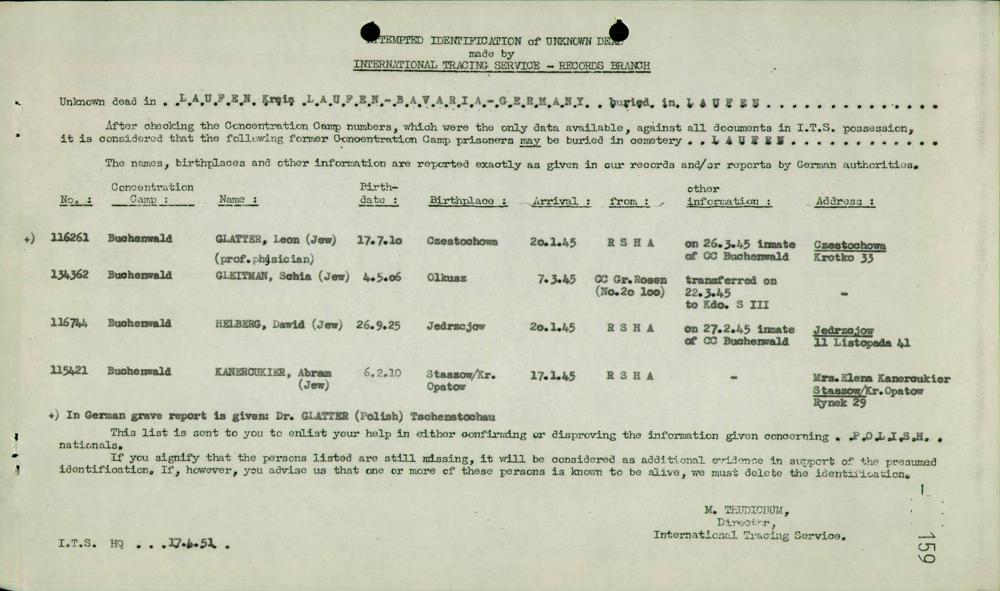 ATTEMPTED IDENTIFICATION of UNKNOWN DEAD
made by
INTERNATIONAL TRACING SERVICE - RECORDS BRANCH
Unknown dead in . .L.A.U.F.E.N. Kreis .L.A.U.F.E.N.-.B.A.V.A.R.I.A.-.G.E.R.M.A.N.Y. . buried. in. L A U F E N . . . . . . . . . . . . . . .
After checking the Concentration Camp numbers, which were the only data available, against all documents in I.T.S. possession,
it is considered that the following former Concentration Camp prisoners may be buried in cemetery . . L A U F E N . . . . . . . . . . . . .
The names, birthplaces and other information are reported exactly as given in our records and/or reports by German authorities.
No. : Concentration Camp : Name : Birth-date : Birthplace : Arrival : from : other information : Address :
+) 116261 Buchenwald GLATTER, Leon (Jew) 17.7.10 Czestochowa 20.1.45 R S H A on 26.3.45 inmate Czestochowa
(prof.physician) of CC Buchenwald Krotko 33
134362 Buchenwald GLEITMAN, Schia (Jew) 4.5.06 Olkusz 7.3.45 CC Gr.Rosen transferred on
(No.20 100) 22.3.45 -
to Kdo. S III
116744 Buchenwald HELBERG, Dawid (Jew) 26.9.25 Jedrzejow 20.1.45 R S H A on 27.2.45 inmate Jedrzejow
of CC Buchenwald 11 Listopada 41
115421 Buchenwald KANERCUKIER, Abram 6.2.10 Staszow/Kr. 17.1.45 R S H A - Mrs.Elena Kanercukier
(Jew) Opatow Staszow/Kr.Opatow
Rynek 29
+) In German grave report is given: Dr. GLATTER (Polish) Tschenstochau
This list is sent to you to enlist your help in either confirming or disproving the information given concerning . .P.O.L.I.S.H. .
nationals.
If you signify that the persons listed are still missing, it will be considered as additional evidence in support of the presumed
identification. If, however, you advise us that one or more of these persons is known to be alive, we must delete the identification.
M. THUDICHUM,
Director,
International Tracing Service.
I.T.S. HQ . . .17.4.51 .
159